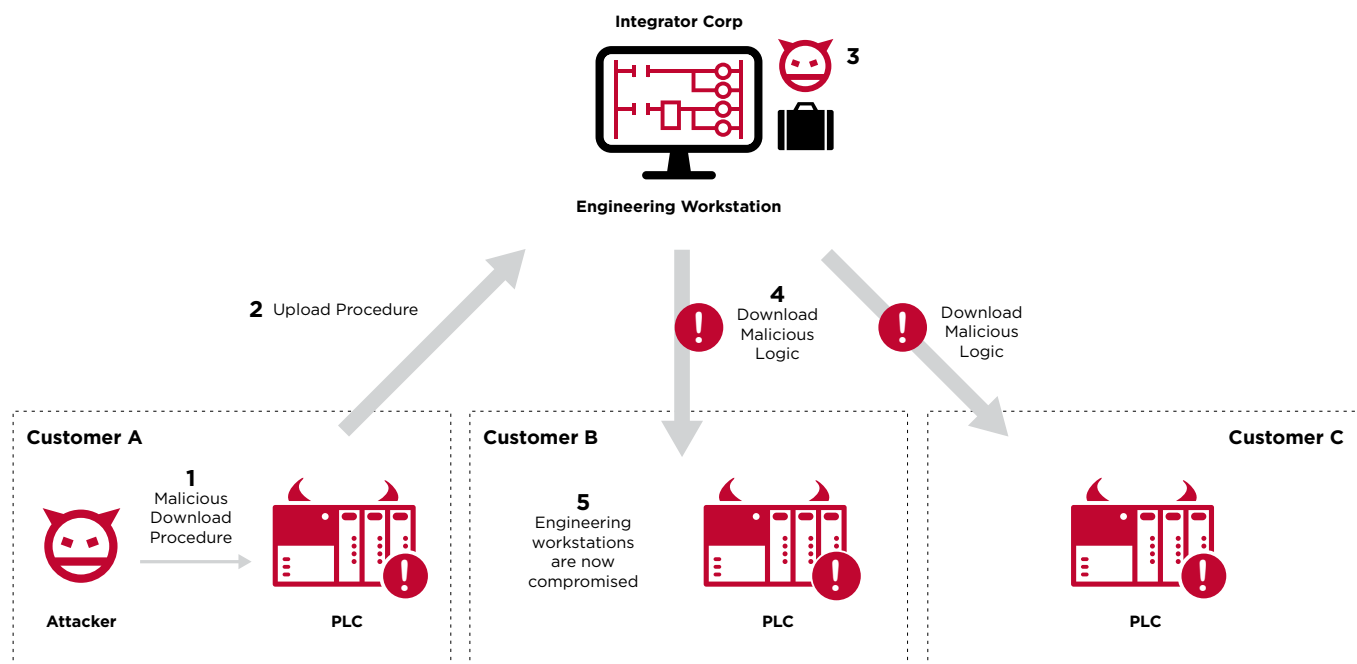 Integrator Corp
3
Engineering Workstation
2 Upload Procedure
4
Download
Malicious
Logic
Download
Malicious
Logic
Customer A
1
Malicious
Download
Procedure
Attacker
PLC
Customer B
5
Engineering
workstations
are now
compromised
PLC
Customer C
PLC